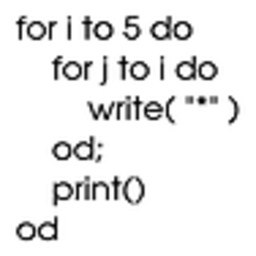 for i to 5 do
for j to i do
write( "*" )
od;
print()
od